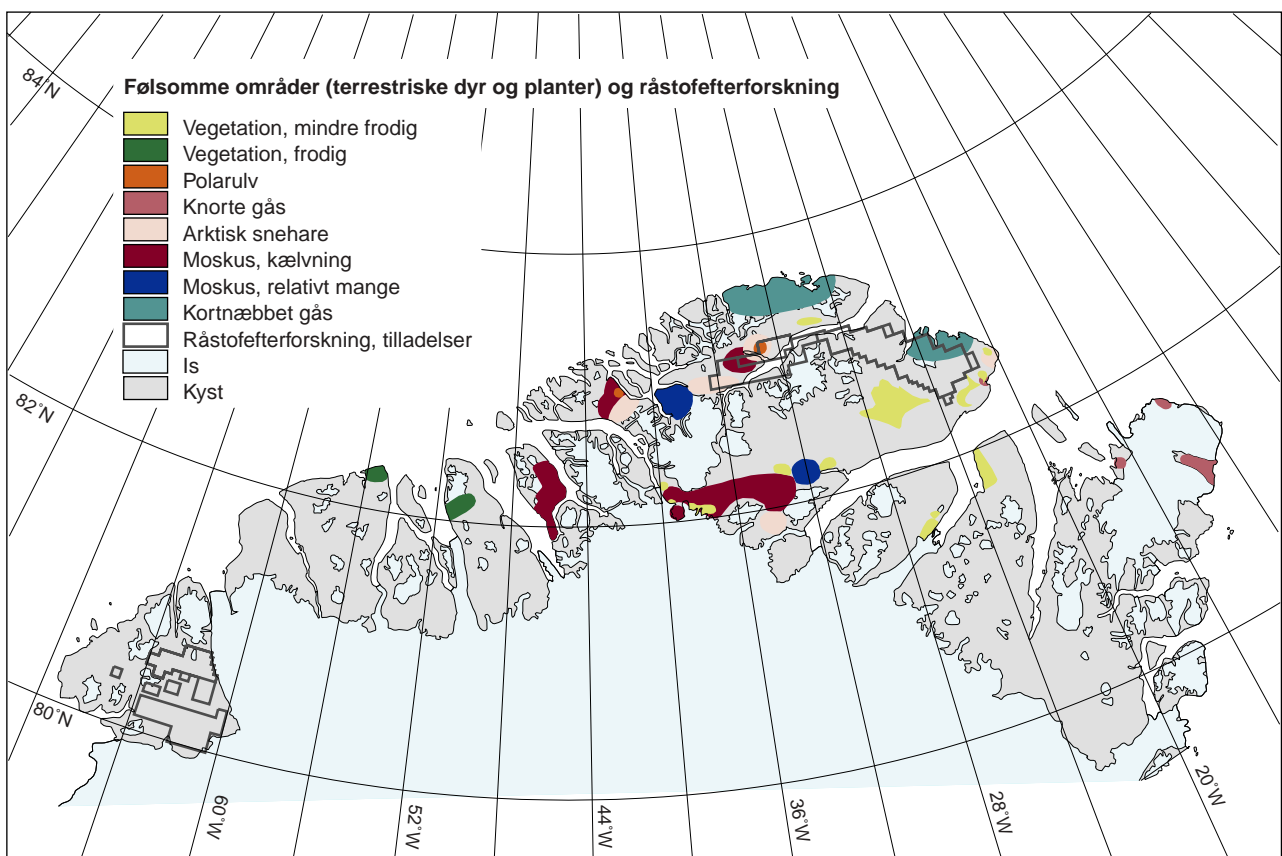 Følsomme områder (terrestriske dyr og planter) og råstofefterforskning
Vegetation, mindre frodig
Vegetation, frodig
Polarulv
Knorte gås
Arktisk snehare
Moskus, kælvning
Moskus, relativt mange
Kortnæbbet gås
Råstofefterforskning, tilladelser
Is
Kyst
84°N
82°N
80°N
60°W
52°W
44°W
36°W
28°W
20°W